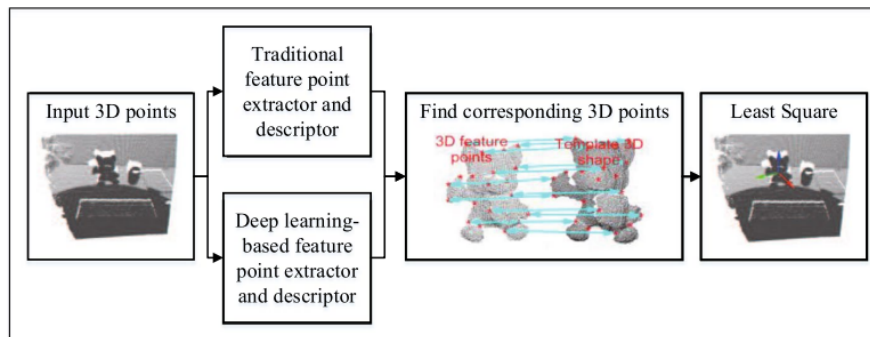 Input 3D points
Traditional
feature point
extractor and
descriptor
Deep learning-
based feature
point extractor
and descriptor
Find corresponding 3D points
3D feature
points
Template 3D
shape
Least Square